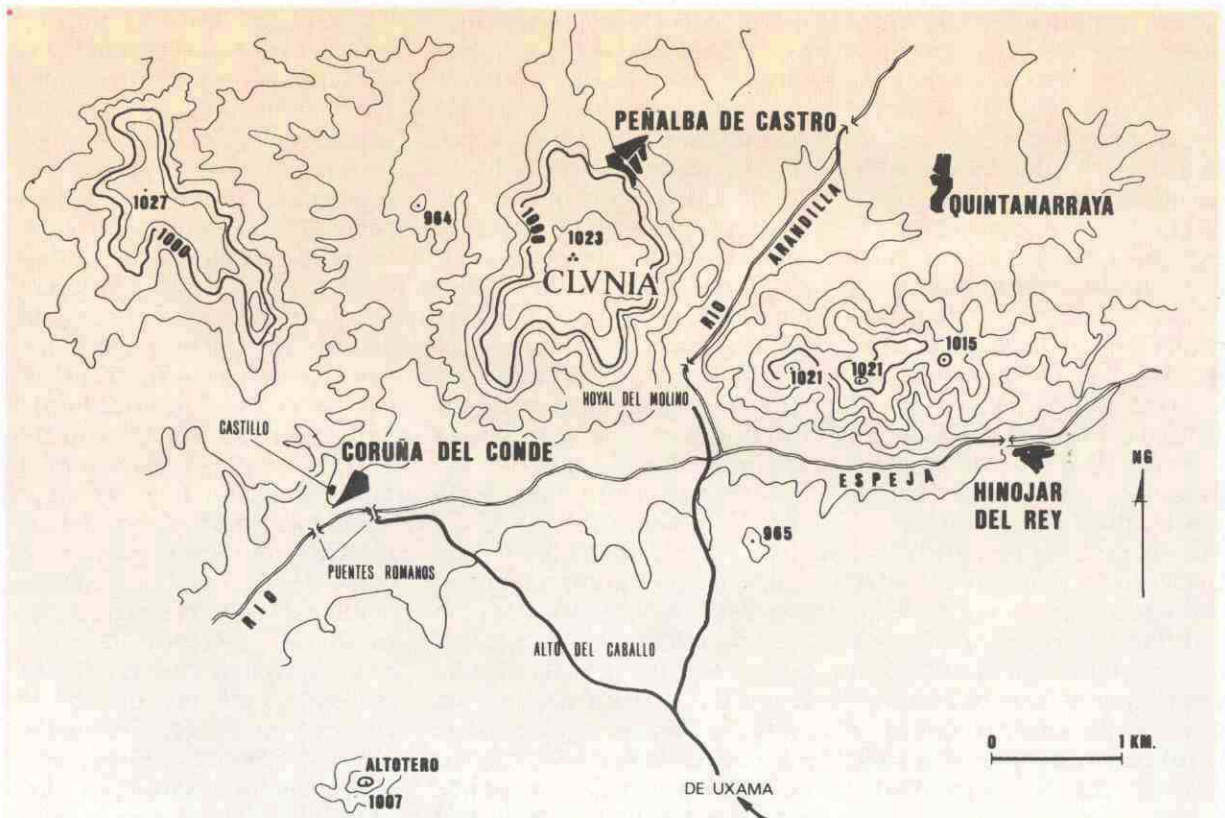 PEÑALBA DE CASTRO
1027
1000
964
1000
1023
CLVNIA
RIO ARANDILLA
QUINTANARRAYA
1015
1021
1021
HOYAL DEL MOLINO
CASTILLO
CORUÑA DEL CONDE
RIO ESPEJA
HINOJAR
DEL REY
NG
965
PUENTES ROMANOS
ALTO DEL CABALLO
0 1 KM.
ALTOTERO
1007
DE UXAMA